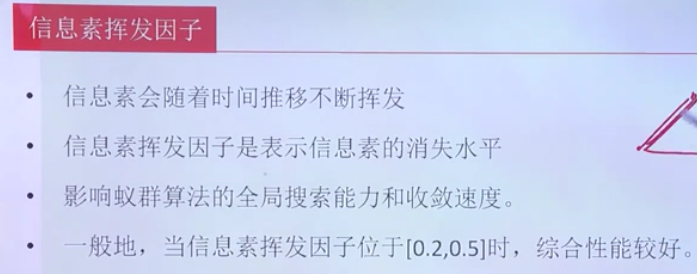 信息素挥发因子
• 信息素会随着时间推移不断挥发
• 信息素挥发因子是表示信息素的消失水平
• 影响蚁群算法的全局搜索能力和收敛速度。
• 一般地，当信息素挥发因子位于[0.2,0.5]时，综合性能较好。